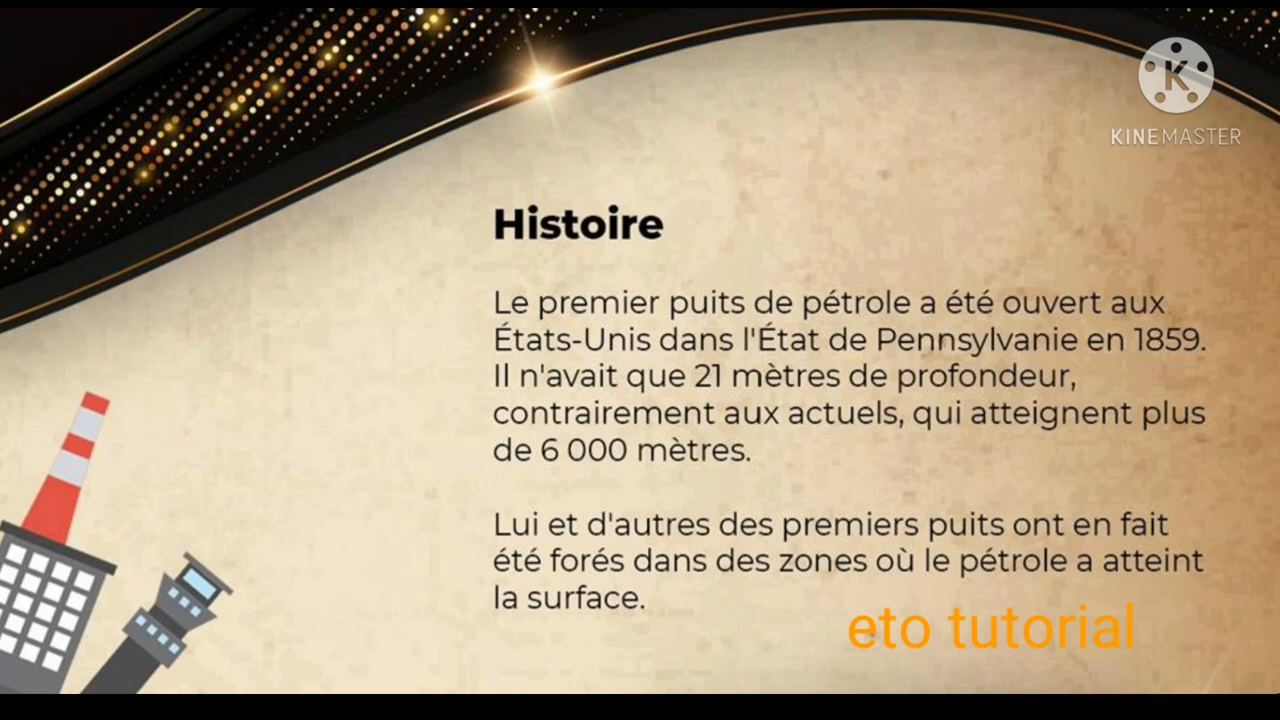 KINEMASTER
Histoire
Le premier puits de pétrole a été ouvert aux
États-Unis dans l'État de Pennsylvanie en 1859.
Il n'avait que 21 mètres de profondeur,
contrairement aux actuels, qui atteignent plus
de 6 000 mètres.
Lui et d'autres des premiers puits ont en fait
été forés dans des zones où le pétrole a atteint
la surface.
eto tutorial